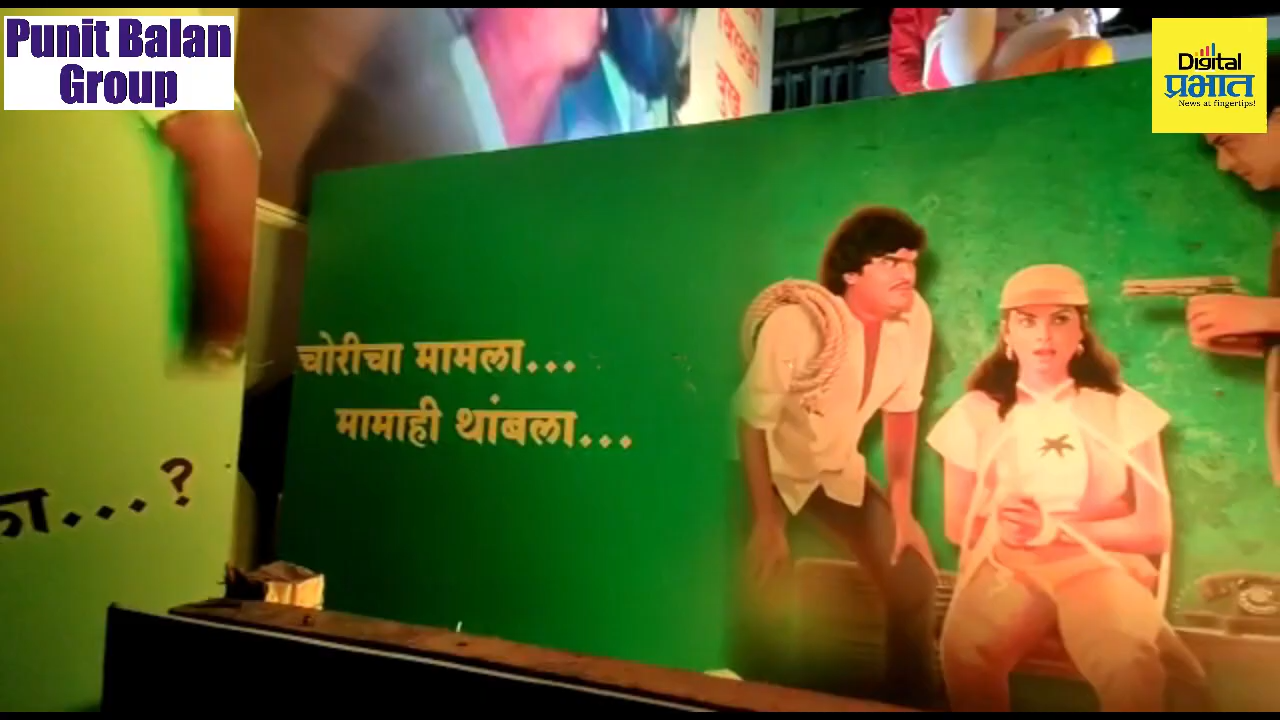 Punit Balan
Group
Digital
प्रभात
News at fingertips!
चोरीचा मामला...
मामाही थांबला...
...?